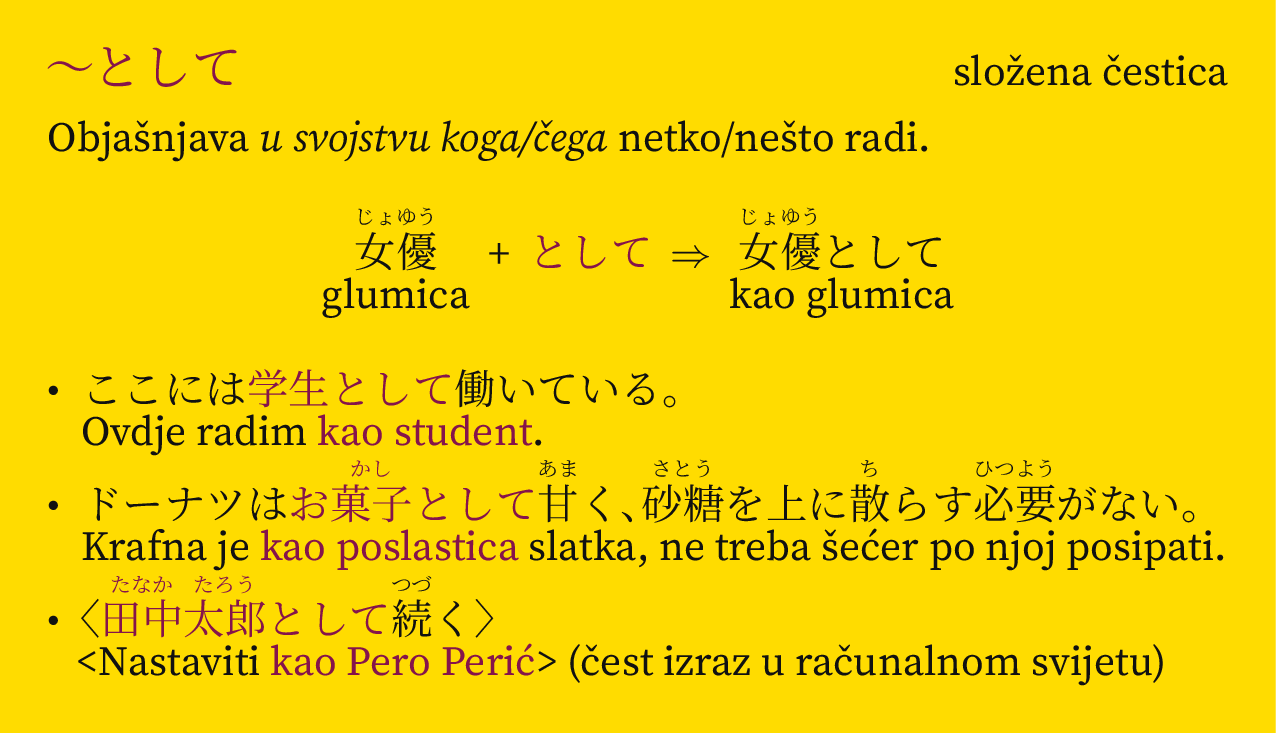 〜として
složena čestica
Objašnjava u svojstvu koga/čega netko/nešto radi.
じょゆう じょゆう
女優 + として ⇒ 女優として
glumica kao glumica
• ここには学生として働いている。
Ovdje radim kao student.
かし あま さとう ち ひつよう
• ドーナツはお菓子として甘く、砂糖を上に散らす必要がない。
Krafna je kao poslastica slatka, ne treba šećer po njoj posipati.
たなか たろう つづ
• 〈田中太郎として続く〉
<Nastaviti kao Pero Perić> (čest izraz u računalnom svijetu)